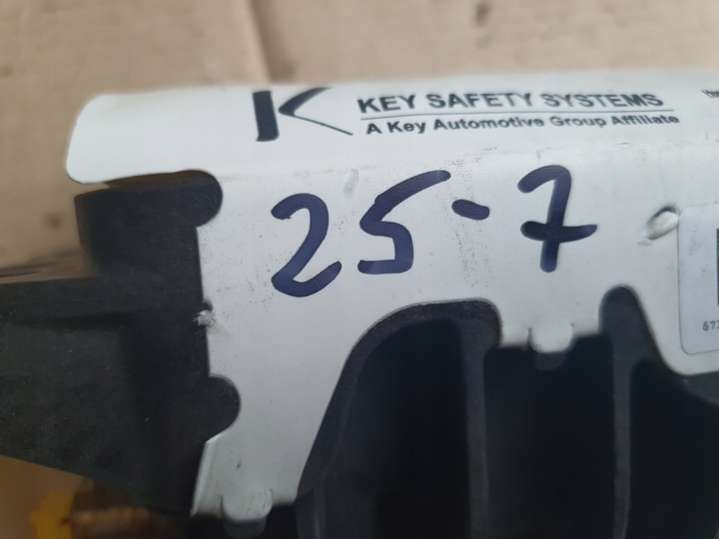 KEY SAFETY SYSTEMS
A Key Automotive Group Affiliate
25-7